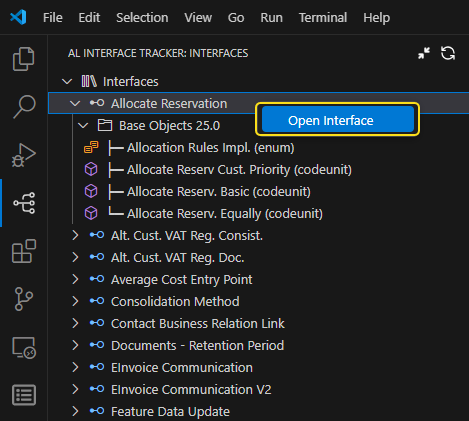 File Edit Selection View Go Run Terminal Help
AL INTERFACE TRACKER: INTERFACES
Interfaces
Allocate Reservation
Open Interface
Base Objects 25.0
Allocation Rules Impl. (enum)
Allocate Reserv Cust. Priority (codeunit)
Allocate Reserv. Basic (codeunit)
Allocate Reserv. Equally (codeunit)
Alt. Cust. VAT Reg. Consist.
Alt. Cust. VAT Reg. Doc.
Average Cost Entry Point
Consolidation Method
Contact Business Relation Link
Documents - Retention Period
EInvoice Communication
EInvoice Communication V2
Feature Data Update